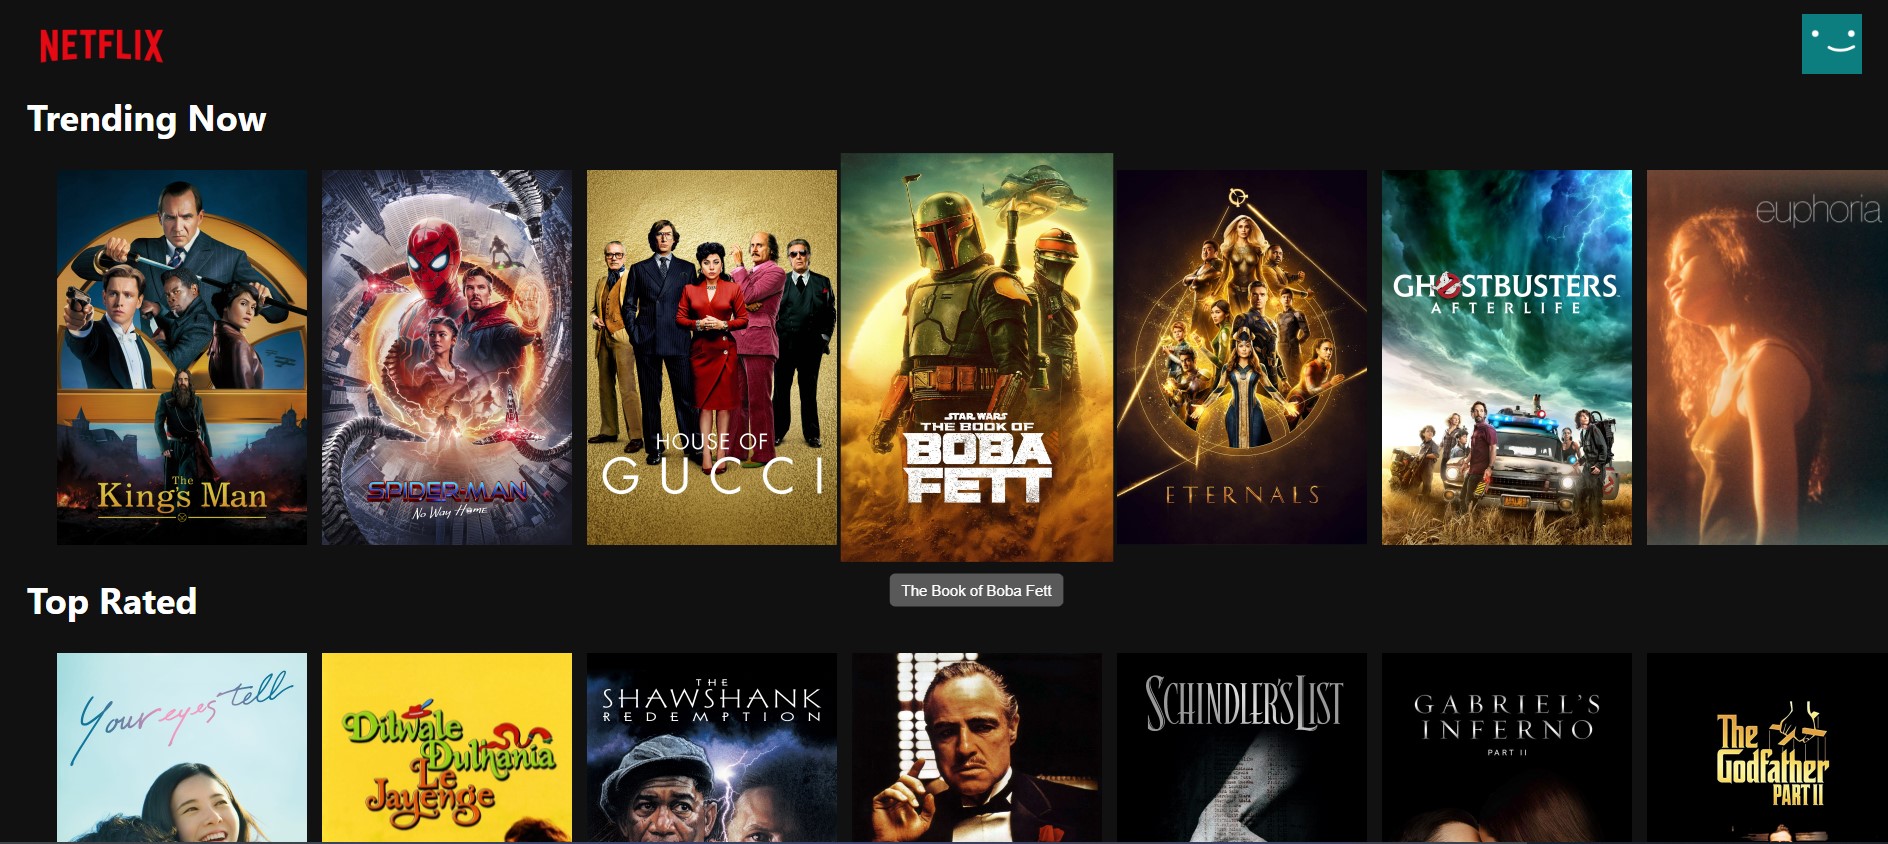 NETFLIX
Trending Now
The
King's Man
SPIDER-MAN
No Way Home
HOUSE OF
GUCCI
STAR WARS
THE BOOK OF
BOBA
FETT
ETERNALS
GHOSTBUSTERS
AFTERLIFE
euphoria
The Book of Boba Fett
Top Rated
Your eyes tell
Dilwale
Dulhania
Le
Jayenge
THE
SHAWSHANK
REDEMPTION
SCHINDLER'S LIST
GABRIEL'S
INFERNO
PART II
The
Godfather
PART II